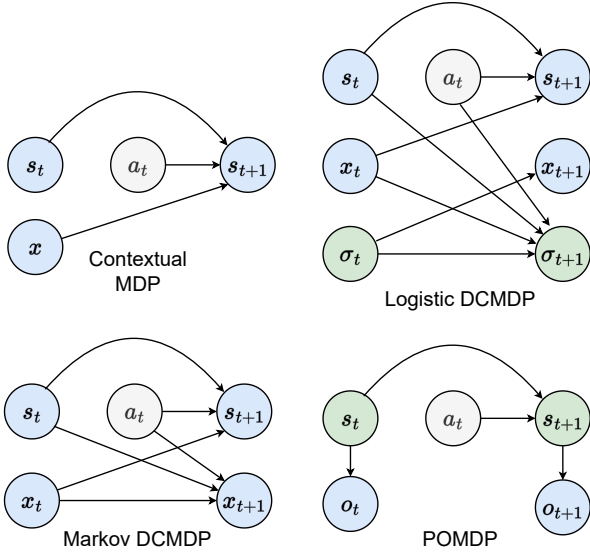 s_t
a_t
s_{t+1}
x
Contextual
MDP
s_t
a_t
s_{t+1}
x_t
x_{t+1}
σ_t
σ_{t+1}
Logistic DCMDP
s_t
a_t
s_{t+1}
x_t
x_{t+1}
Markov DCMDP
s_t
a_t
s_{t+1}
o_t
o_{t+1}
POMDP